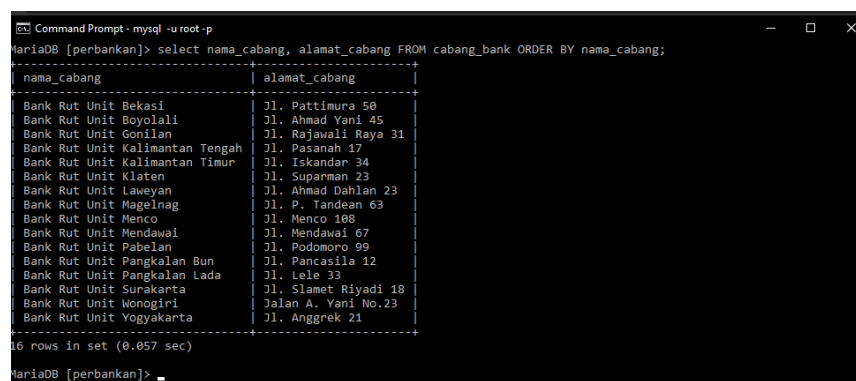 Command Prompt - mysql -u root -p
MariaDB [perbankan]> select nama_cabang, alamat_cabang FROM cabang_bank ORDER BY nama_cabang;
+--------------------------------+----------------------+
| nama_cabang | alamat_cabang |
+--------------------------------+----------------------+
| Bank Rut Unit Bekasi | Jl. Pattimura 50 |
| Bank Rut Unit Boyolali | Jl. Ahmad Yani 45 |
| Bank Rut Unit Gonilan | Jl. Rajawali Raya 31 |
| Bank Rut Unit Kalimantan Tengah | Jl. Pasanah 17 |
| Bank Rut Unit Kalimantan Timur | Jl. Iskandar 34 |
| Bank Rut Unit Klaten | Jl. Suparman 23 |
| Bank Rut Unit Laweyan | Jl. Ahmad Dahlan 23 |
| Bank Rut Unit Magelnag | Jl. P. Tandean 63 |
| Bank Rut Unit Menco | Jl. Menco 108 |
| Bank Rut Unit Mendawai | Jl. Mendawai 67 |
| Bank Rut Unit Pabelan | Jl. Podomoro 99 |
| Bank Rut Unit Pangkalan Bun | Jl. Pancasila 12 |
| Bank Rut Unit Pangkalan Lada | Jl. Lele 33 |
| Bank Rut Unit Surakarta | Jl. Slamet Riyadi 18 |
| Bank Rut Unit Wonogiri | Jalan A. Yani No.23 |
| Bank Rut Unit Yogyakarta | Jl. Anggrek 21 |
+--------------------------------+----------------------+
16 rows in set (0.057 sec)
MariaDB [perbankan]> _